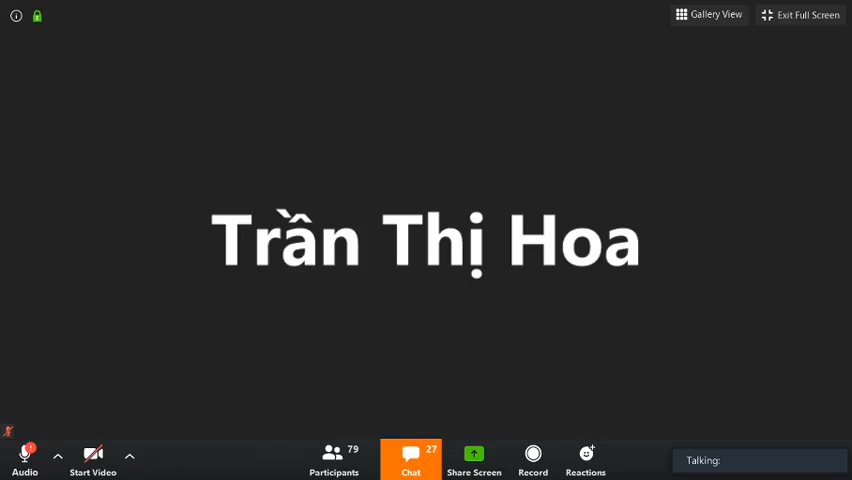 Gallery View
Exit Full Screen
Trần Thị Hoa
Audio
Start Video
79
Participants
27
Chat
Share Screen
Record
Reactions
Talking: